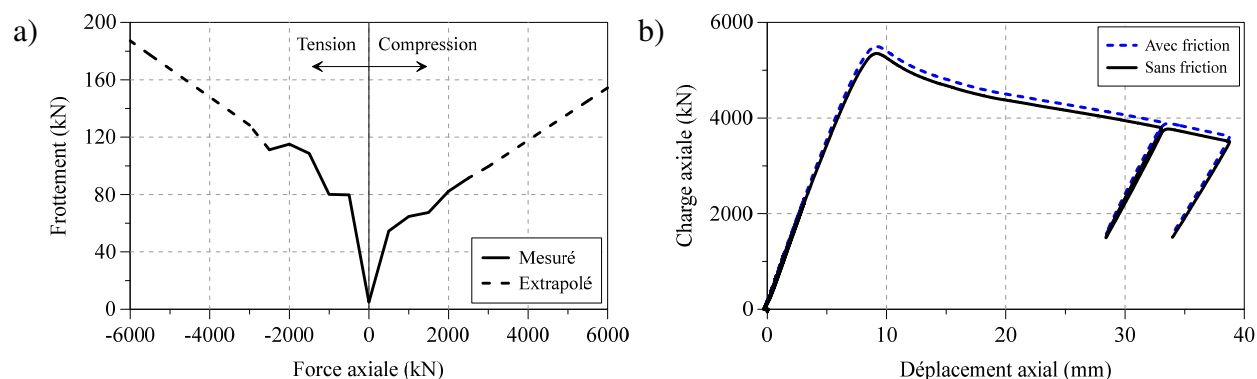 a)
200
160
120
80
40
0
Frottement (kN)
Tension
Compression
Mesuré
Extrapolé
-6000 -4000 -2000 0 2000 4000 6000
Force axiale (kN)
b)
6000
4000
2000
0
Charge axiale (kN)
Avec friction
Sans friction
0 10 20 30 40
Déplacement axial (mm)